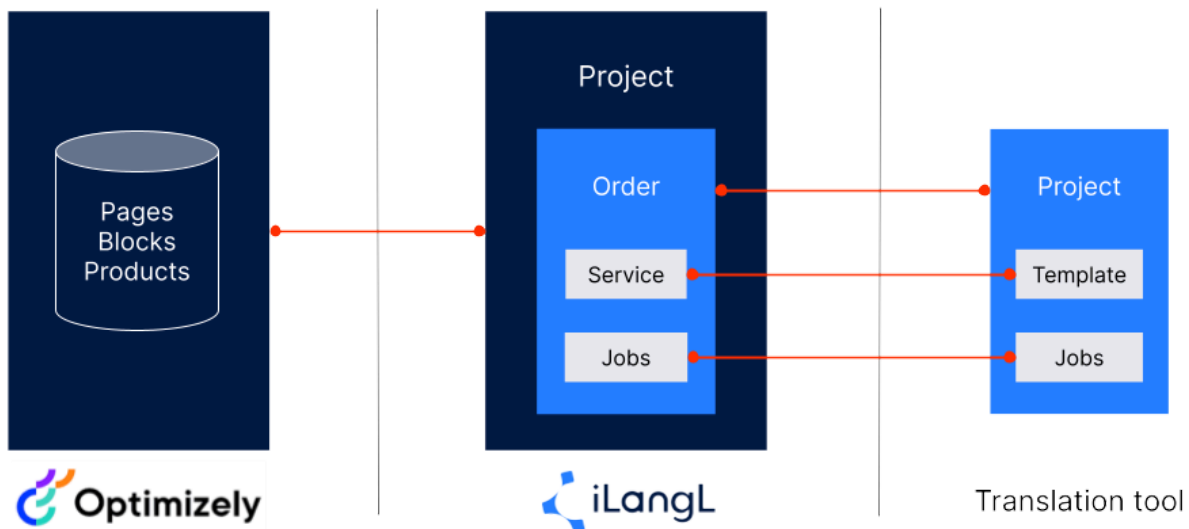 Pages
Blocks
Products
Optimizely
Project
Order
Service
Jobs
iLangL
Project
Template
Jobs
Translation tool